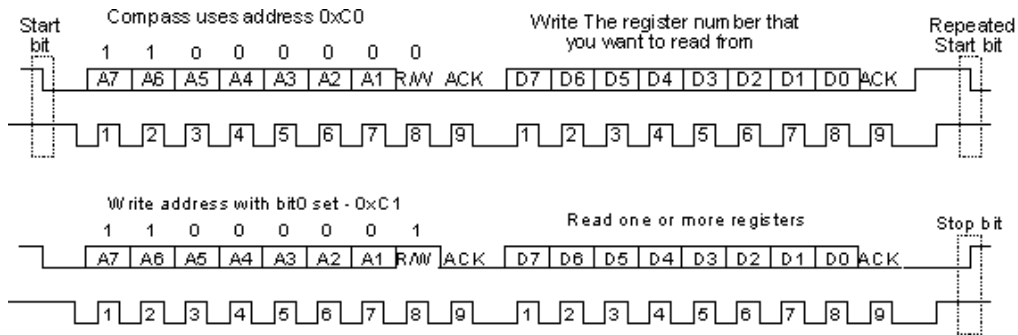 Start
bit
Compass uses address 0xC0
Write The register number that
you want to read from
Repeated
Start bit
1 1 0 0 0 0 0 0
A7 A6 A5 A4 A3 A2 A1 R/W ACK D7 D6 D5 D4 D3 D2 D1 D0 ACK
1 2 3 4 5 6 7 8 9 1 2 3 4 5 6 7 8 9
Write address with bit0 set - 0xC1
Read one or more registers
Stop bit
1 1 0 0 0 0 0 1
A7 A6 A5 A4 A3 A2 A1 R/W ACK D7 D6 D5 D4 D3 D2 D1 D0 ACK
1 2 3 4 5 6 7 8 9 1 2 3 4 5 6 7 8 9